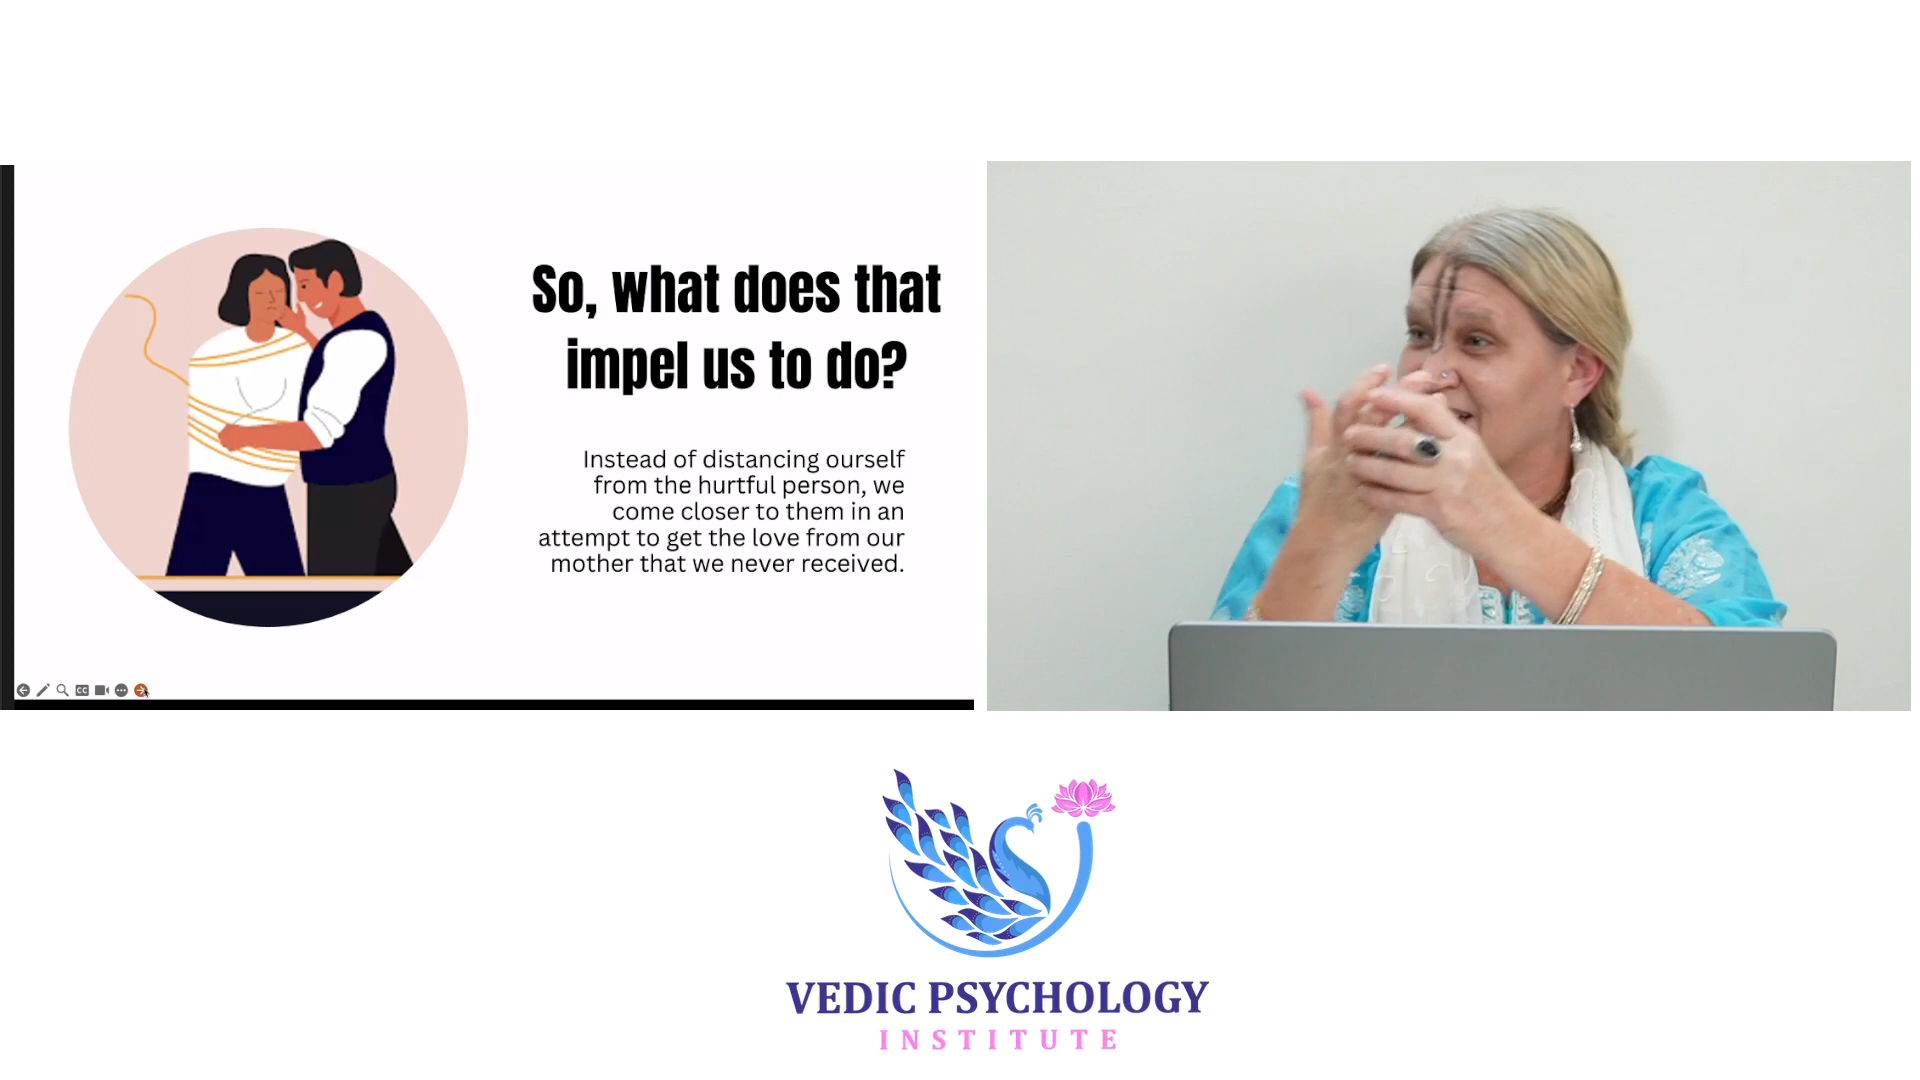 So, what does that
impel us to do?
Instead of distancing ourself
from the hurtful person, we
come closer to them in an
attempt to get the love from our
mother that we never received.
CC
VEDIC PSYCHOLOGY
INSTITUTE